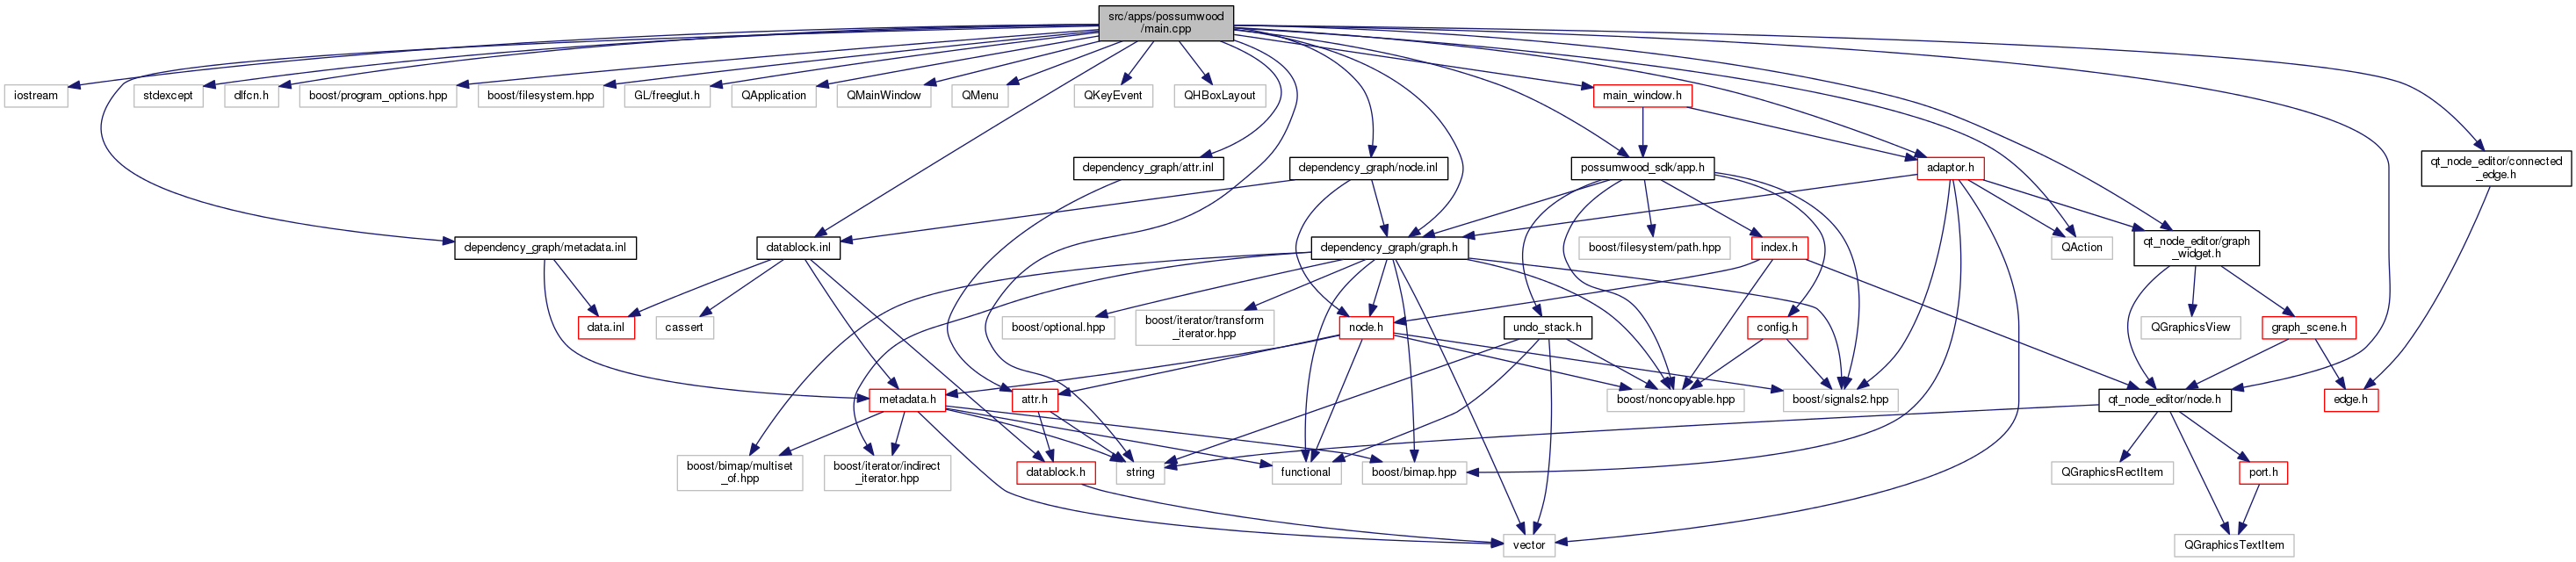 src/apps/possumwood
/main.cpp
iostream
stdexcept
dlfcn.h
boost/program_options.hpp
boost/filesystem.hpp
GL/freeglut.h
QApplication
QMainWindow
QMenu
QKeyEvent
QHBoxLayout
main_window.h
dependency_graph/attr.inl
dependency_graph/node.inl
possumwood_sdk/app.h
adaptor.h
qt_node_editor/connected
_edge.h
dependency_graph/metadata.inl
datablock.inl
dependency_graph/graph.h
boost/filesystem/path.hpp
index.h
QAction
qt_node_editor/graph
_widget.h
data.inl
cassert
boost/optional.hpp
boost/iterator/transform
_iterator.hpp
node.h
undo_stack.h
config.h
QGraphicsView
graph_scene.h
metadata.h
attr.h
boost/noncopyable.hpp
boost/signals2.hpp
qt_node_editor/node.h
edge.h
boost/bimap/multiset
_of.hpp
boost/iterator/indirect
_iterator.hpp
datablock.h
string
functional
boost/bimap.hpp
QGraphicsRectItem
port.h
vector
QGraphicsTextItem